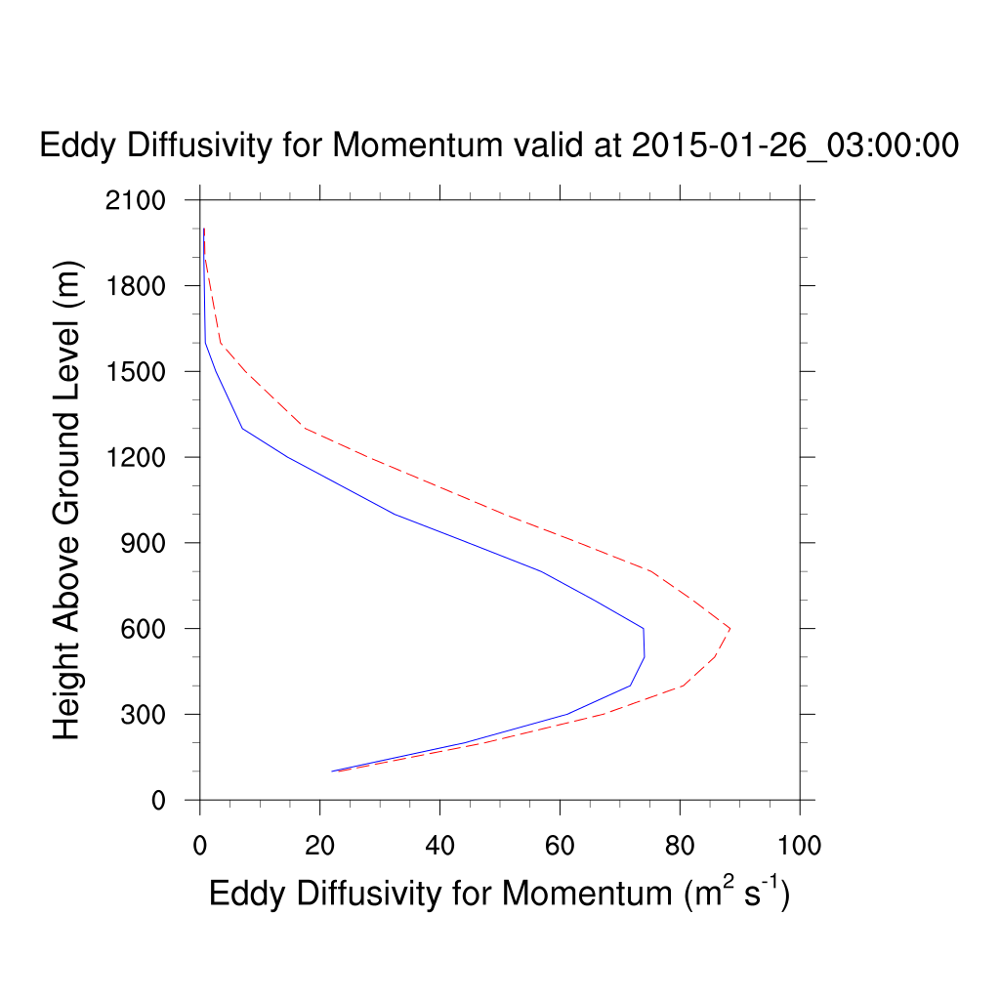 Eddy Diffusivity for Momentum valid at 2015-01-26_03:00:00
2100
1800
1500
1200
900
600
300
0
Height Above Ground Level (m)
0 20 40 60 80 100
Eddy Diffusivity for Momentum (m² s⁻¹)